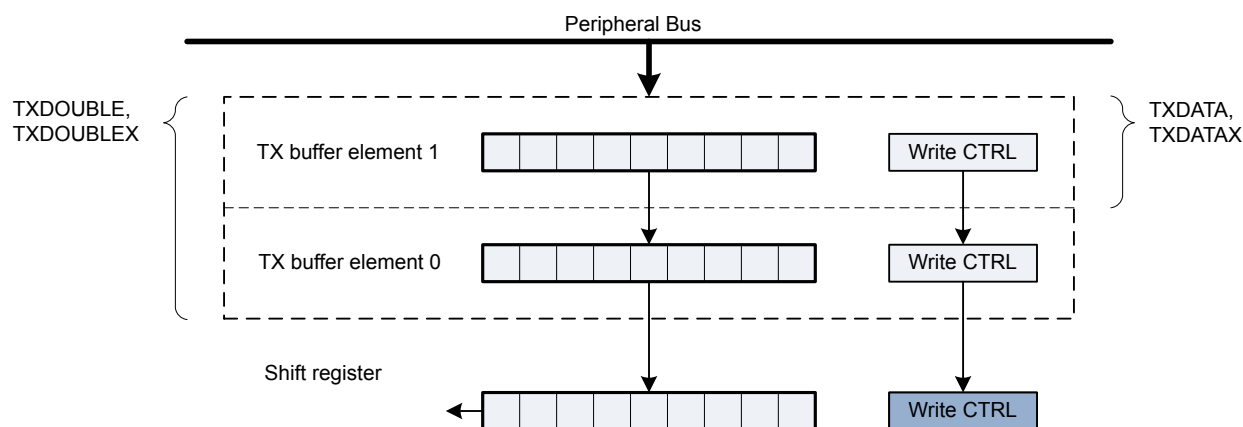 Peripheral Bus
TXDOUBLE,
TXDOUBLEX
TXDATA,
TXDATAX
TX buffer element 1
Write CTRL
TX buffer element 0
Write CTRL
Shift register
Write CTRL